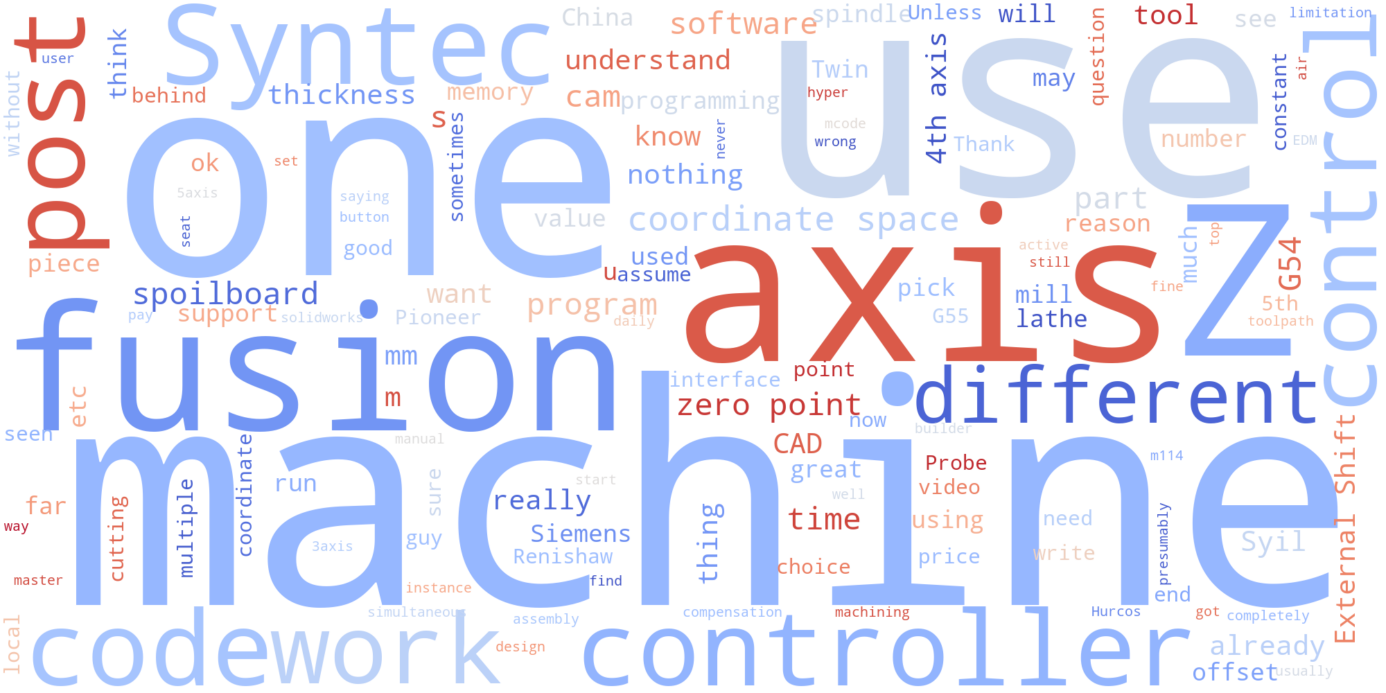 post
user
think
Syntec
China
software
spindle
Unless
will
tool
see
limitation
control
without
behind
thickness
memory
understand
cam
programming
Twin
hyper
4th axis
may
question
constant
air
use
one
ok
set
5axis
seat
saying
button
good
sometimes
s
know
never
nothing
mcode
wrong
Thank
number
EDM
value
coordinate space
part
reason
much
top
Z
G54
piece
spoilboard
used
u
assume
axis
active
still
fine
pay
support
solidworks
want
Pioneer
program
daily
pick
G55
mill
lathe
5th
toolpath
fusion
mm
m
etc
interface
point
zero point
different
now
builder
CAD
seen
coordinate
manual
machine
great
Probe
video
m114
External Shift
run
sure
really
start
well
far
way
cutting
multiple
guy
3axis
Siemens
Renishaw
find
thing
time
using
need
write
price
choice
presumably
Syil
master
instance
end
local
code
work
simultaneous
assembly
design
compensation
machining
controller
Hurcos
got
completely
already
offset
usually